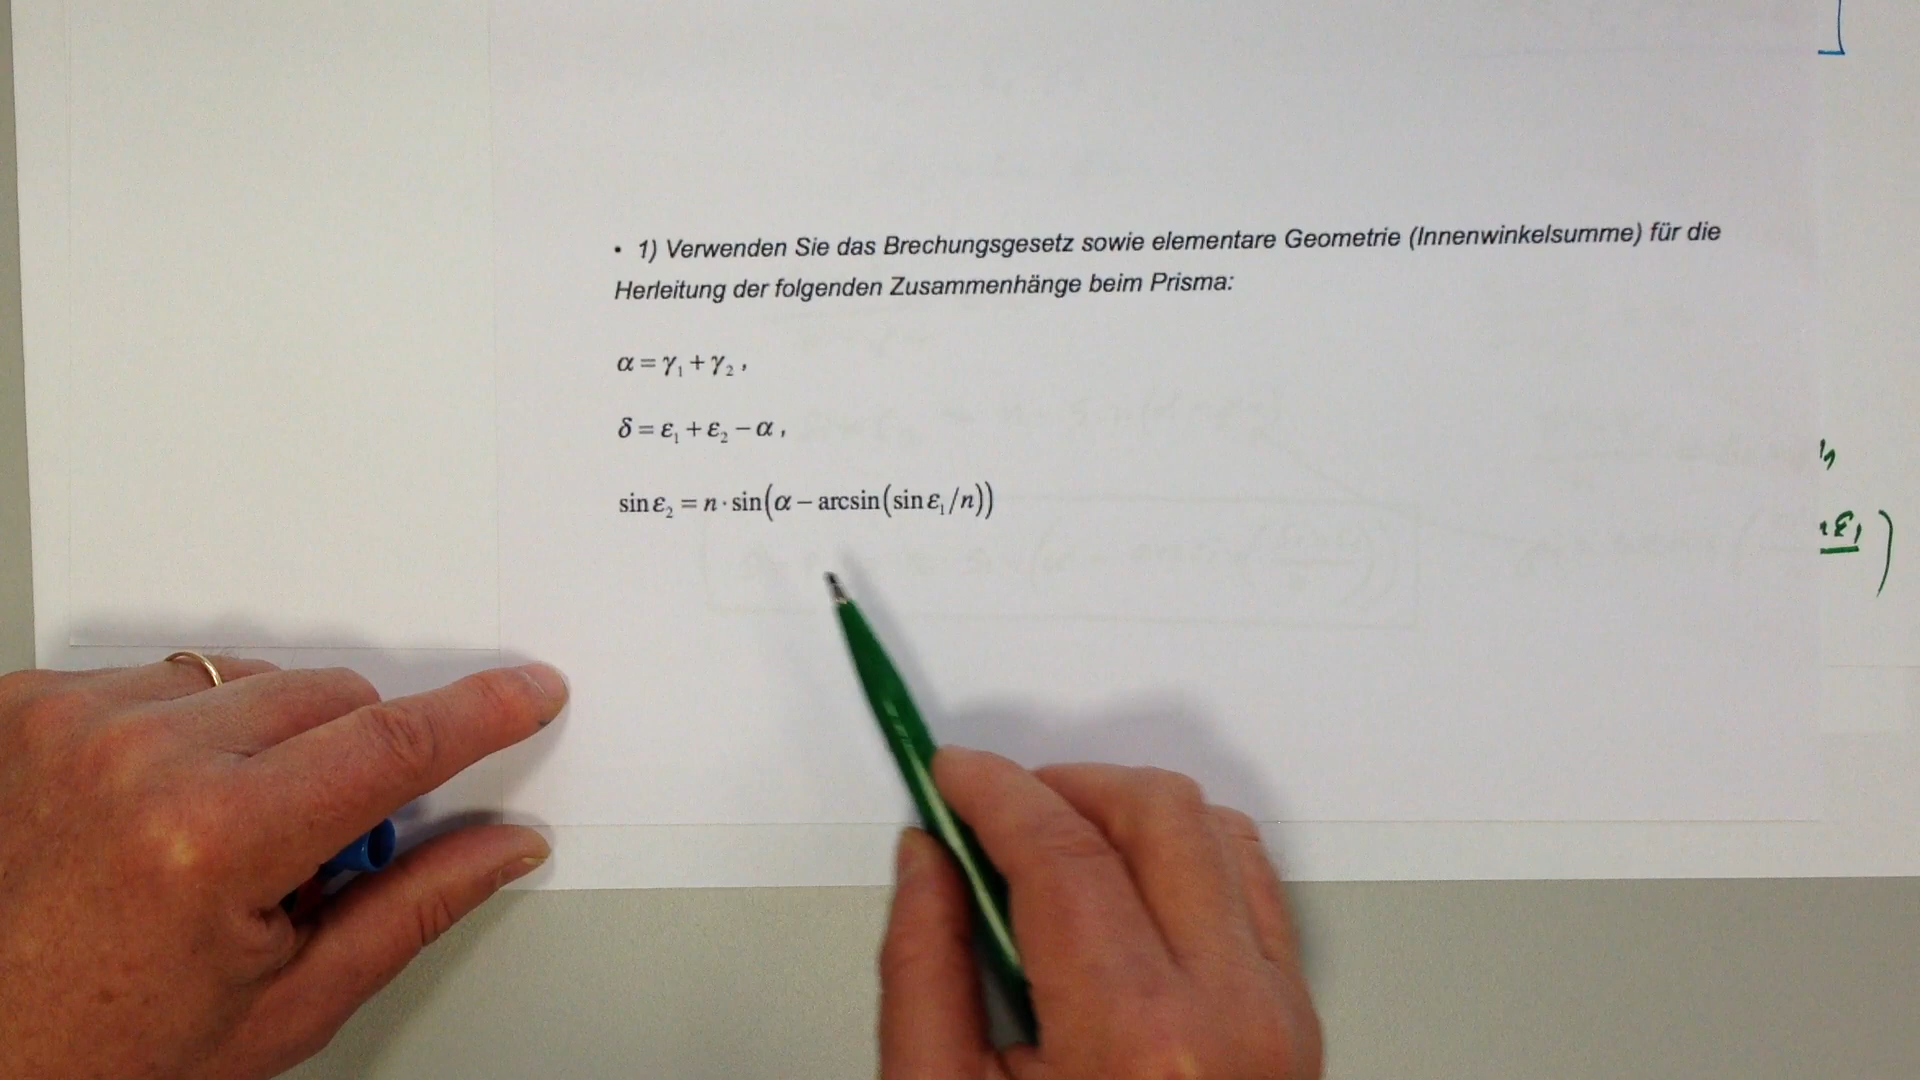 • 1) Verwenden Sie das Brechungsgesetz sowie elementare Geometrie (Innenwinkelsumme) für die
Herleitung der folgenden Zusammenhänge beim Prisma:
α = γ₁ + γ₂ ,
δ = ε₁ + ε₂ − α ,
sin ε₂ = n · sin(α − arcsin(sin ε₁/n))
ε₁ )